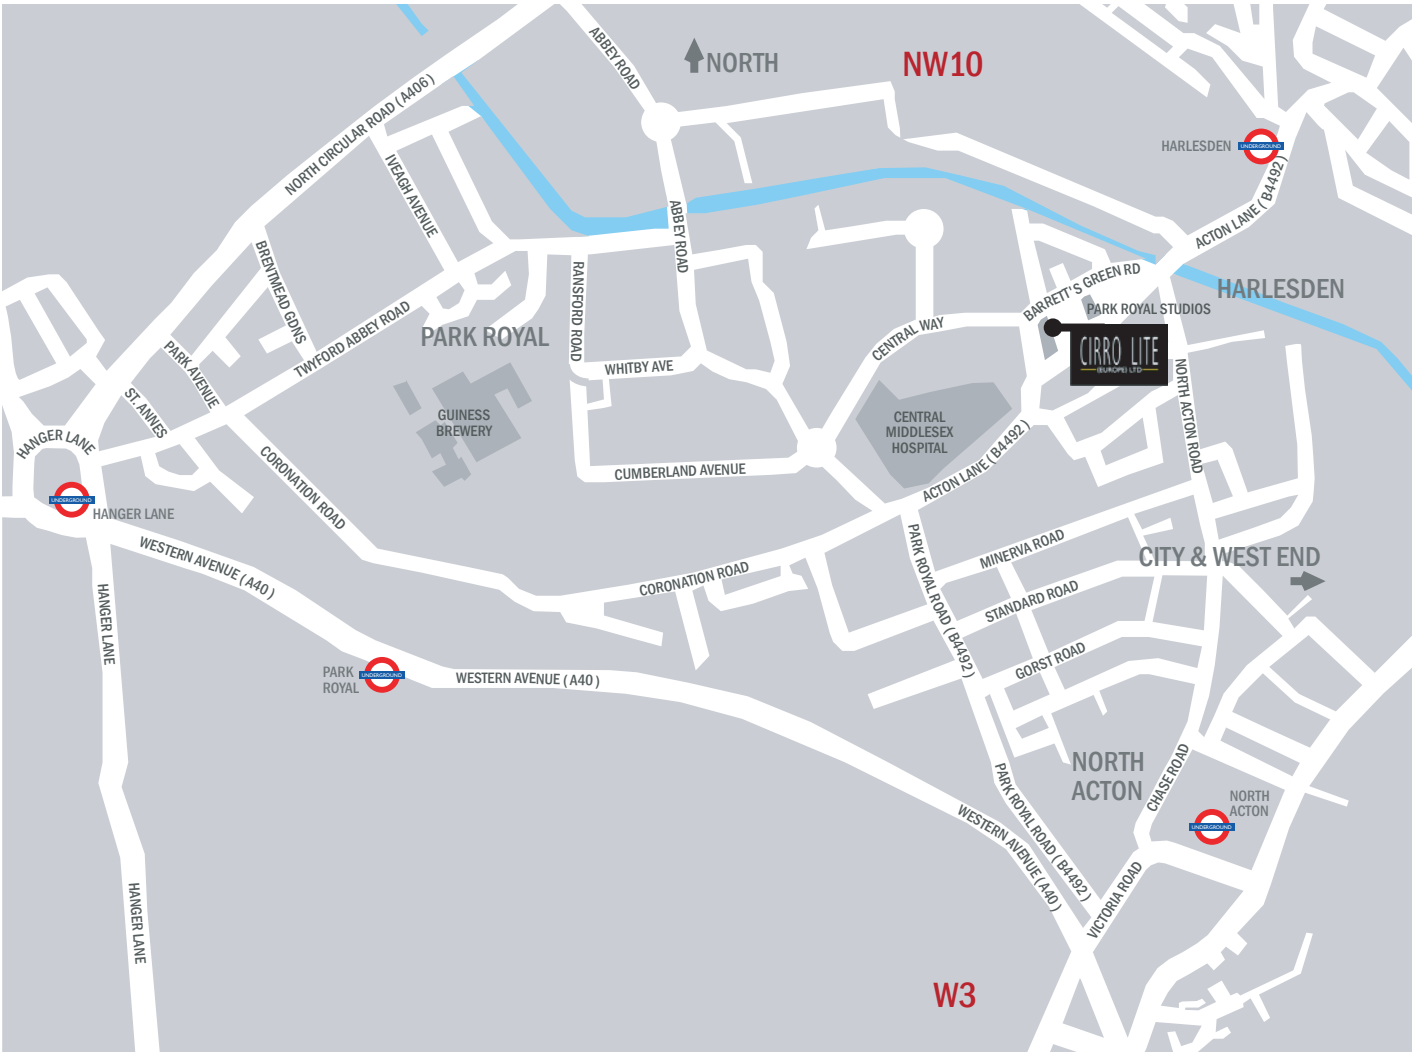 ABBEY ROAD
NORTH
NW10
NORTH CIRCULAR ROAD (A406)
HARLESDEN
UNDERGROUND
IVEAGH AVENUE
ACTON LANE (B4492)
ABBEY ROAD
BRENTMEAD GDNS
RANSFORD ROAD
BARRETT'S GREEN RD
HARLESDEN
PARK ROYAL STUDIOS
TWYFORD ABBEY ROAD
PARK ROYAL
CENTRAL WAY
CIRRO LITE
(EUROPE) LTD
PARK AVENUE
WHITBY AVE
NORTH ACTON ROAD
ST. ANNES
GUINESS
BREWERY
CENTRAL
MIDDLESEX
HOSPITAL
HANGER LANE
ACTON LANE (B4492)
CUMBERLAND AVENUE
CORONATION ROAD
UNDERGROUND
HANGER LANE
WESTERN AVENUE (A40)
PARK ROYAL ROAD (B4492)
MINERVA ROAD
CITY & WEST END
CORONATION ROAD
STANDARD ROAD
HANGER LANE
GORST ROAD
PARK
ROYAL
UNDERGROUND
WESTERN AVENUE (A40)
NORTH
ACTON
CHASE ROAD
NORTH
ACTON
UNDERGROUND
PARK ROYAL ROAD (B4492)
WESTERN AVENUE (A40)
VICTORIA ROAD
HANGER LANE
W3